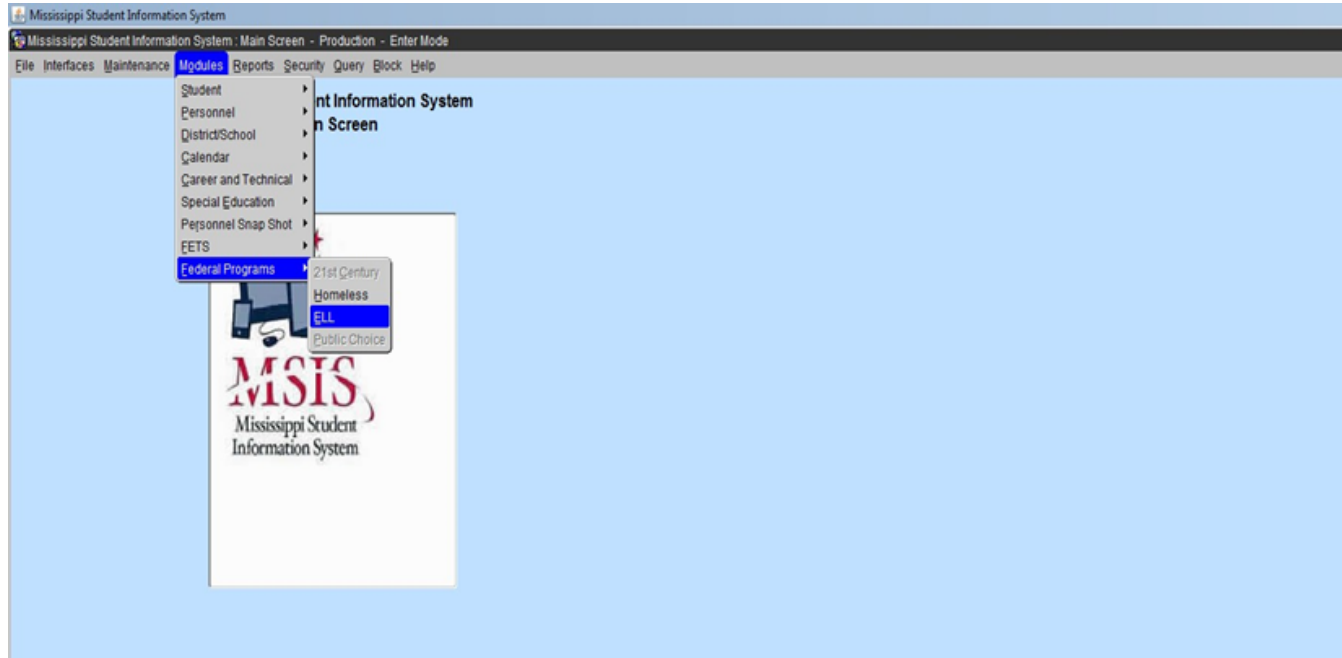 Mississippi Student Information System
Mississippi Student Information System : Main Screen - Production - Enter Mode
File Interfaces Maintenance Modules Reports Security Query Block Help
Student
nt Information System
Personnel
n Screen
District/School
Calendar
Career and Technical
Special Education
Personnel Snap Shot
FETS
Federal Programs
21st Century
Homeless
ELL
Public Choice
MSIS
Mississippi Student
Information System